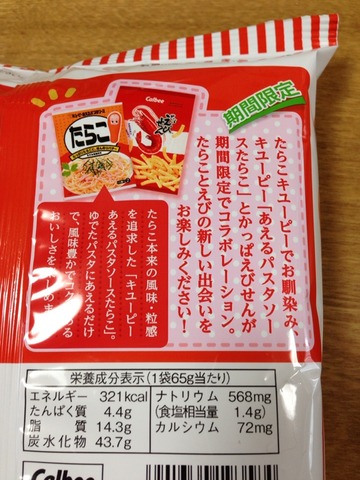 期間限定
たらこキユーピーでお馴染み、
キユーピー「あえるパスタソー
スたらこ」とかっぱえびせんが
期間限定でコラボレーション。
たらことえびの新しい出会いを
お楽しみください!
たらこ
Calbee
たらこ本来の風味・粒感
を追求した「キユーピー
あえるパスタソースたらこ」。
ゆでたパスタにあえるだけ
で、風味豊かでコク
おいしさを
栄養成分表示(1袋65g当たり)
エネルギー 321kcal
たんぱく質 4.4g
脂質 14.3g
炭水化物 43.7g
ナトリウム 568mg
(食塩相当量 1.4g)
カルシウム 72mg
Calbee